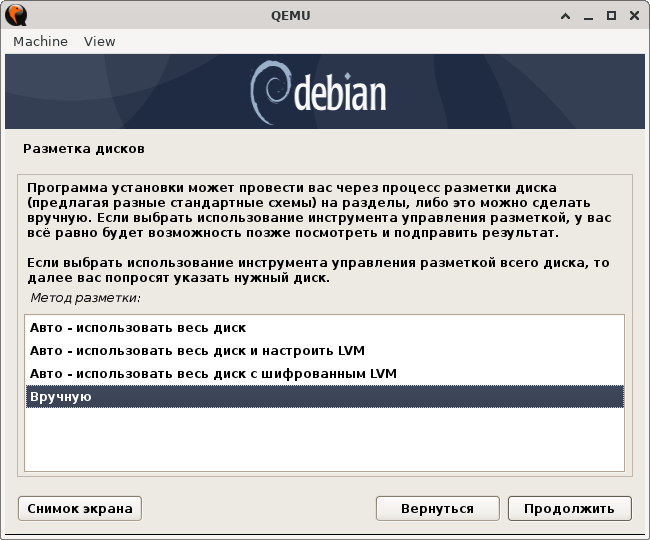 QEMU
Machine View
debian
Разметка дисков
Программа установки может провести вас через процесс разметки диска
(предлагая разные стандартные схемы) на разделы, либо это можно сделать
вручную. Если выбрать использование инструмента управления разметкой, у вас
всё равно будет возможность позже посмотреть и подправить результат.
Если выбрать использование инструмента управления разметкой всего диска, то
далее вас попросят указать нужный диск.
Метод разметки:
Авто - использовать весь диск
Авто - использовать весь диск и настроить LVM
Авто - использовать весь диск с шифрованным LVM
Вручную
Снимок экрана Вернуться Продолжить